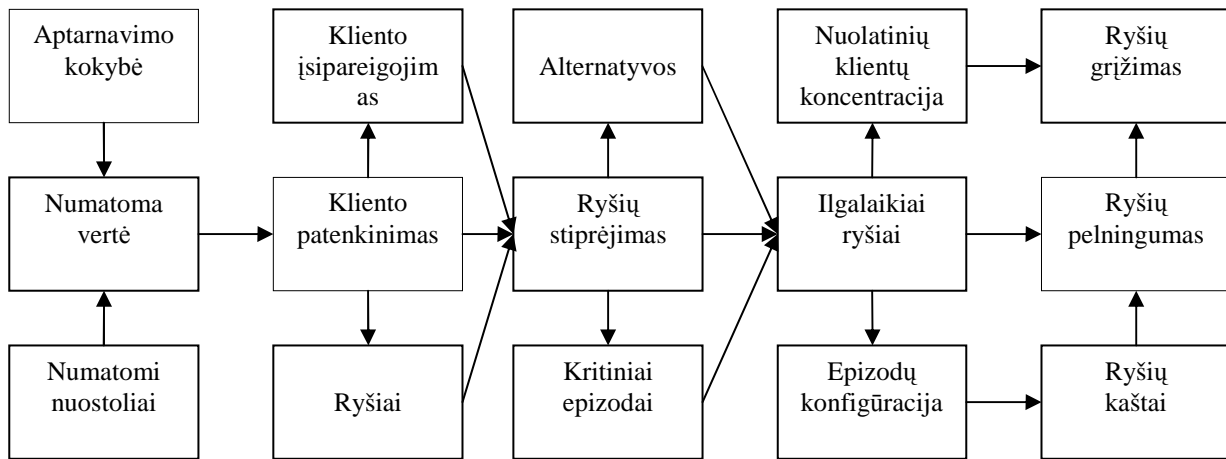 Aptarnavimo
kokybė
Kliento
įsipareigojim
as
Alternatyvos
Nuolatinių
klientų
koncentracija
Ryšių
grįžimas
Numatoma
vertė
Kliento
patenkinimas
Ryšių
stiprėjimas
Ilgalaikiai
ryšiai
Ryšių
pelningumas
Numatomi
nuostoliai
Ryšiai
Kritiniai
epizodai
Epizodų
konfigūracija
Ryšių
kaštai